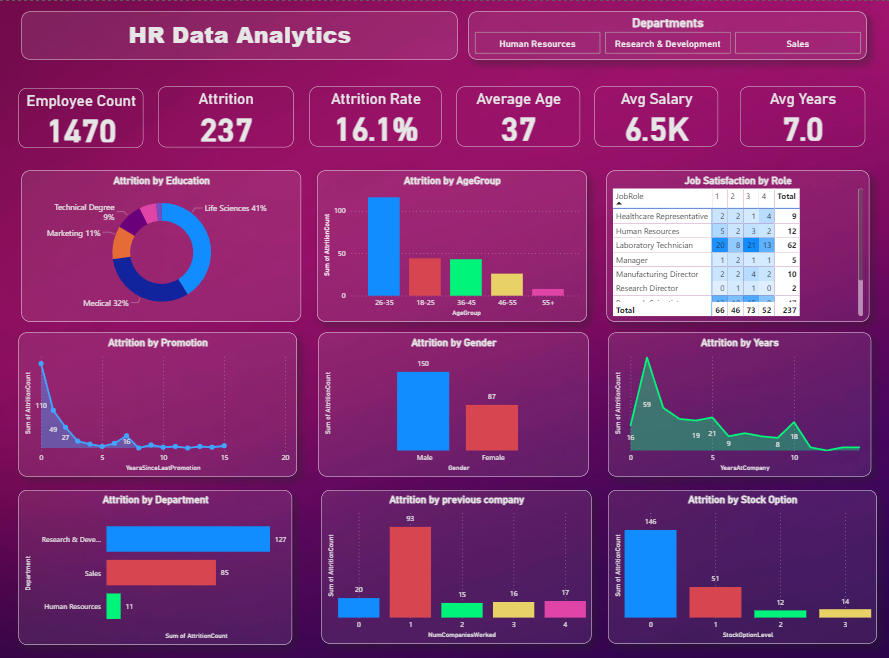 HR Data Analytics
Departments
Human Resources
Research & Development
Sales
Employee Count
1470
Attrition
237
Attrition Rate
16.1%
Average Age
37
Avg Salary
6.5K
Avg Years
7.0
Attrition by Education
Life Sciences 41%
Technical Degree
9%
Marketing 11%
Medical 32%
Attrition by AgeGroup
Sum of AttritionCount
100
50
0
26-35 18-25 36-45 46-55 55+
AgeGroup
Job Satisfaction by Role
JobRole 1 2 3 4 Total
Healthcare Representative 2 2 1 4 9
Human Resources 5 2 3 2 12
Laboratory Technician 20 8 21 13 62
Manager 1 2 1 1 5
Manufacturing Director 2 2 4 2 10
Research Director 0 1 1 0 2
Total 66 46 73 52 237
Attrition by Promotion
Sum of AttritionCount
110
49
27
16
0 5 10 15 20
YearsSinceLastPromotion
Attrition by Gender
Sum of AttritionCount
150
87
Male Female
Gender
Attrition by Years
Sum of AttritionCount
16
59
19
21
9
8
18
0 5 10
YearsAtCompany
Attrition by Department
Department
Research & Deve... 127
Sales 85
Human Resources 11
Sum of AttritionCount
Attrition by previous company
Sum of AttritionCount
20 93 15 16 17
0 1 2 3 4
NumCompaniesWorked
Attrition by Stock Option
Sum of AttritionCount
146 51 12 14
0 1 2 3
StockOptionLevel